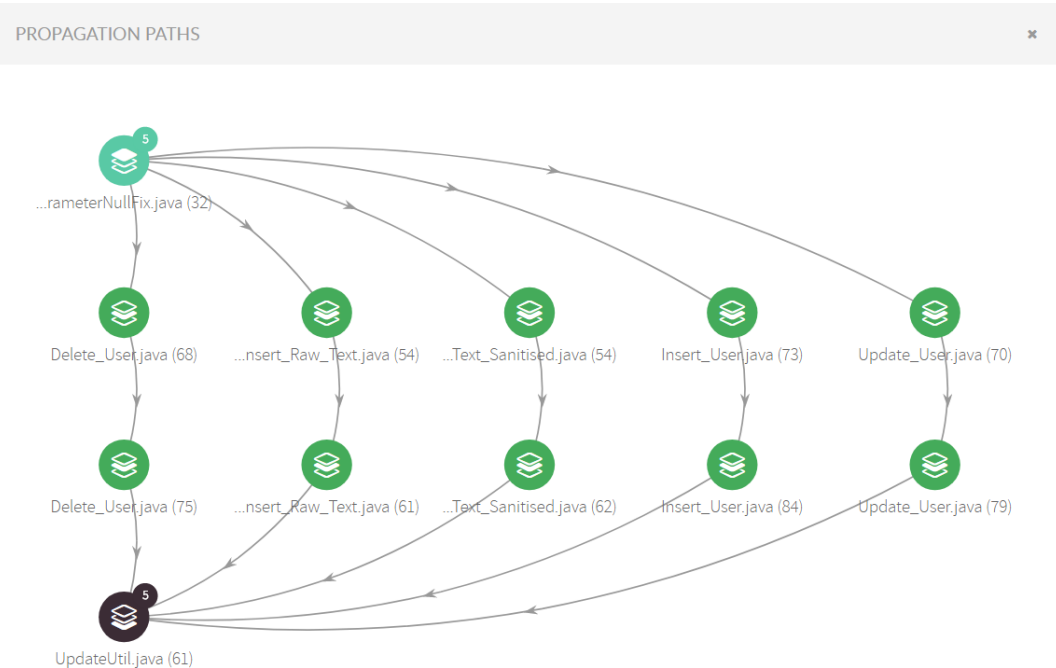 PROPAGATION PATHS
5
...rameterNullFix.java (32)
Delete_User.java (68) ...nsert_Raw_Text.java (54) ...Text_Sanitised.java (54) Insert_User.java (73) Update_User.java (70)
Delete_User.java (75) ...nsert_Raw_Text.java (61) ...Text_Sanitised.java (62) Insert_User.java (84) Update_User.java (79)
5
UpdateUtil.java (61)